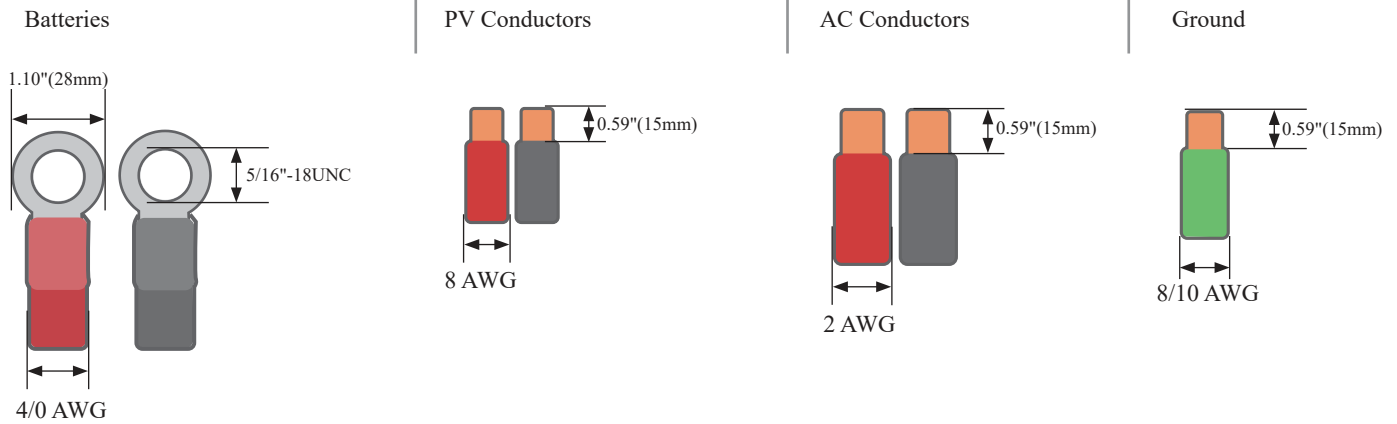 Batteries
PV Conductors
AC Conductors
Ground
1.10"(28mm)
5/16"-18UNC
4/0 AWG
0.59"(15mm)
8 AWG
0.59"(15mm)
2 AWG
0.59"(15mm)
8/10 AWG